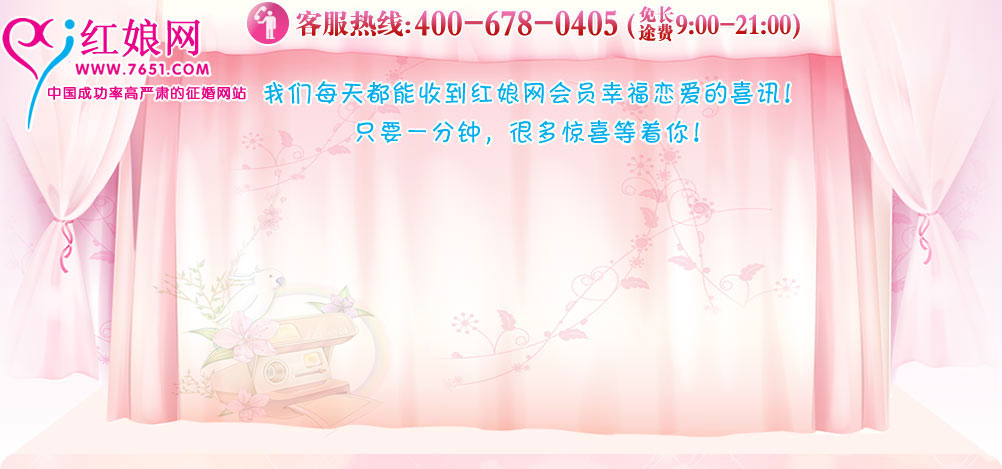 客服热线:400-678-0405 (免长途费9:00-21:00)
红娘网
WWW.7651.COM
中国成功率高严肃的征婚网站
我们每天都能收到红娘网会员幸福恋爱的喜讯!
只要一分钟，很多惊喜等着你!